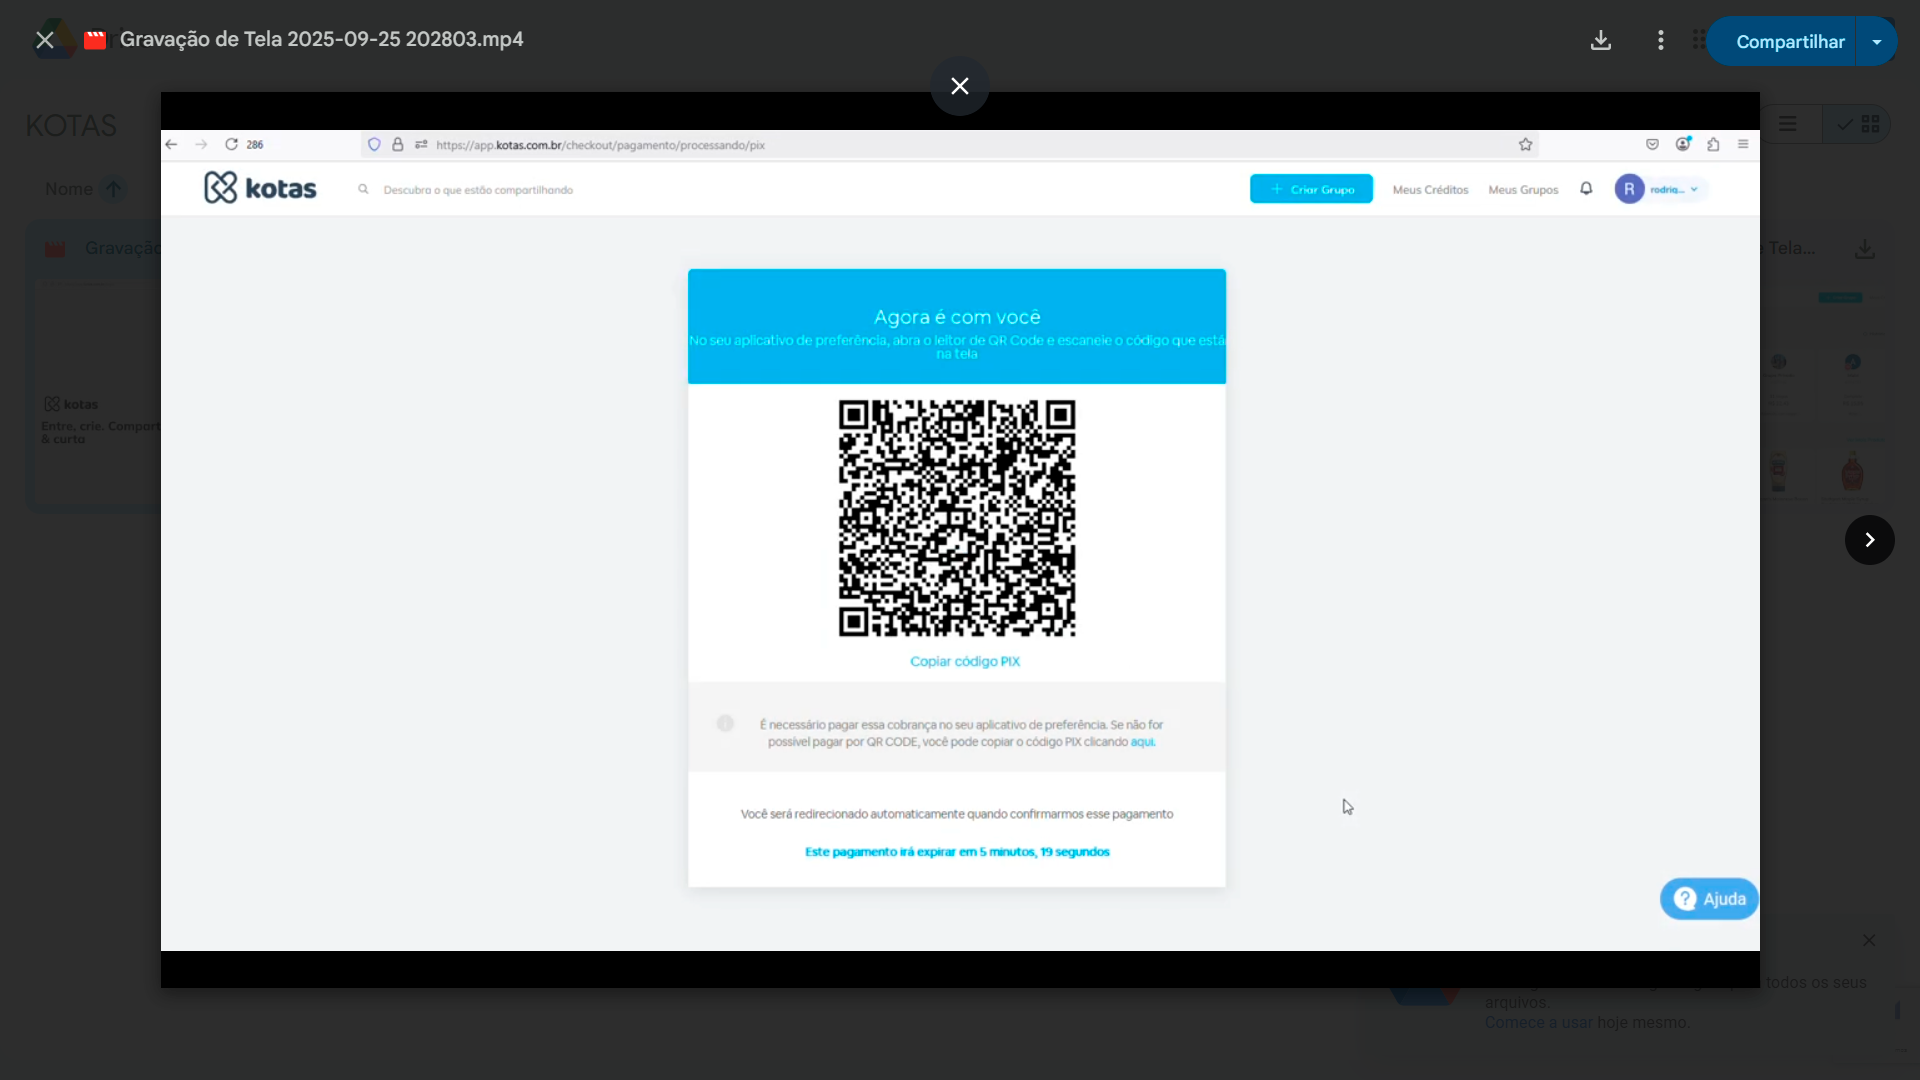 Gravação de Tela 2025-09-25 202803.mp4
Compartilhar
KOTAS
286
https://app.kotas.com.br/checkout/pagamento/processando/pix
Nome
kotas
Descubra o que estão compartilhando
Criar Grupo
Meus Créditos
Meus Grupos
R
rodrig...
Gravação
Tela...
Agora é com você
No seu aplicativo de preferência, abra o leitor de QR Code e escaneie o código que está
na tela
kotas
Entre, crie. Compart
& curta
Copiar código PIX
É necessário pagar essa cobrança no seu aplicativo de preferência. Se não for
possível pagar por QR CODE, você pode copiar o código PIX clicando aqui.
Você será redirecionado automaticamente quando confirmarmos esse pagamento
Este pagamento irá expirar em 5 minutos, 19 segundos
? Ajuda
todos os seus
arquivos.
Comece a usar hoje mesmo.